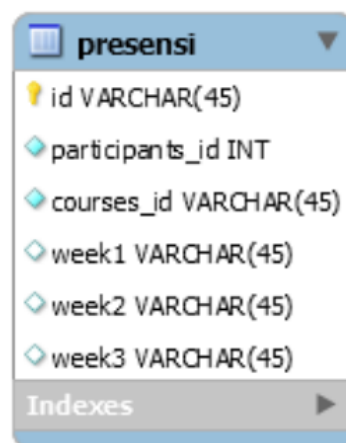 presensi
id VARCHAR(45)
participants_id INT
courses_id VARCHAR(45)
week1 VARCHAR(45)
week2 VARCHAR(45)
week3 VARCHAR(45)
Indexes